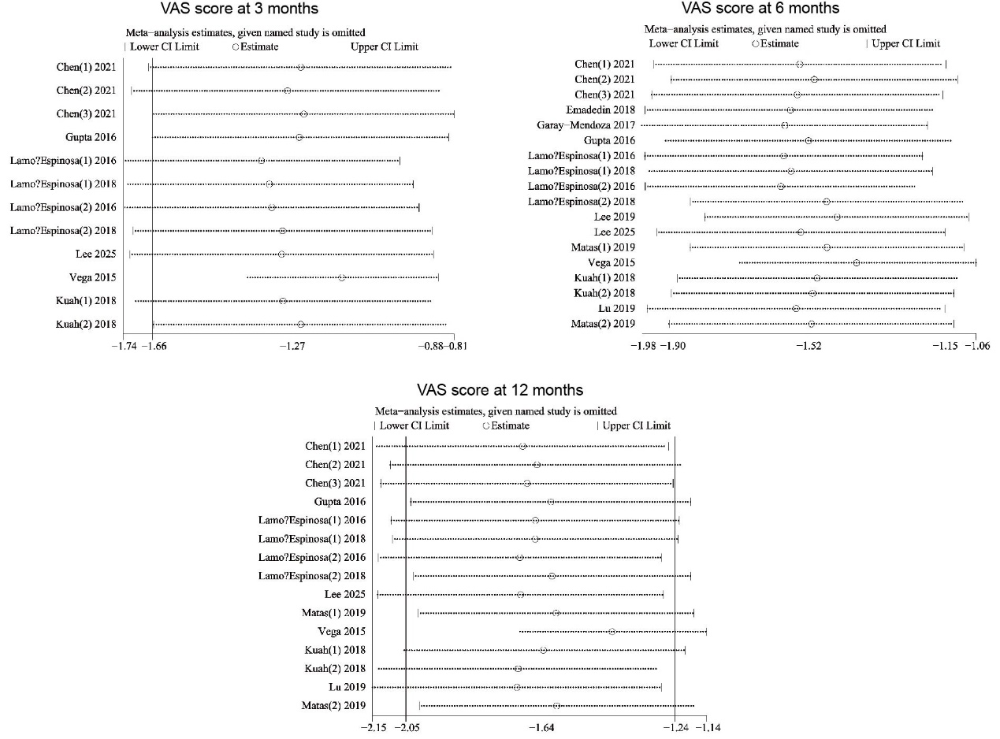 VAS score at 3 months
Meta−analysis estimates, given named study is omitted
Lower CI Limit Estimate Upper CI Limit
Chen(1) 2021
Chen(2) 2021
Chen(3) 2021
Gupta 2016
Lamo?Espinosa(1) 2016
Lamo?Espinosa(1) 2018
Lamo?Espinosa(2) 2016
Lamo?Espinosa(2) 2018
Lee 2025
Vega 2015
Kuah(1) 2018
Kuah(2) 2018
−1.74 −1.66 −1.27 −0.88 −0.81
VAS score at 6 months
Meta−analysis estimates, given named study is omitted
Lower CI Limit Estimate Upper CI Limit
Chen(1) 2021
Chen(2) 2021
Chen(3) 2021
Emadedin 2018
Garay−Mendoza 2017
Gupta 2016
Lamo?Espinosa(1) 2016
Lamo?Espinosa(1) 2018
Lamo?Espinosa(2) 2016
Lamo?Espinosa(2) 2018
Lee 2019
Lee 2025
Matas(1) 2019
Vega 2015
Kuah(1) 2018
Kuah(2) 2018
Lu 2019
Matas(2) 2019
−1.98 −1.90 −1.52 −1.15 −1.06
VAS score at 12 months
Meta−analysis estimates, given named study is omitted
Lower CI Limit Estimate Upper CI Limit
Chen(1) 2021
Chen(2) 2021
Chen(3) 2021
Gupta 2016
Lamo?Espinosa(1) 2016
Lamo?Espinosa(1) 2018
Lamo?Espinosa(2) 2016
Lamo?Espinosa(2) 2018
Lee 2025
Matas(1) 2019
Vega 2015
Kuah(1) 2018
Kuah(2) 2018
Lu 2019
Matas(2) 2019
−2.15 −2.05 −1.64 −1.24 −1.14